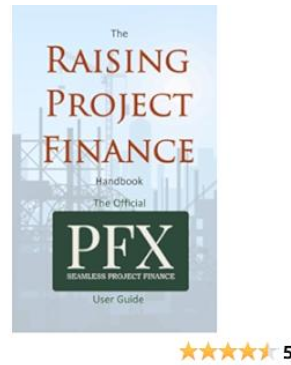 The
RAISING
PROJECT
FINANCE
Handbook
The Official
PFX
SEAMLESS PROJECT FINANCE
User Guide
5